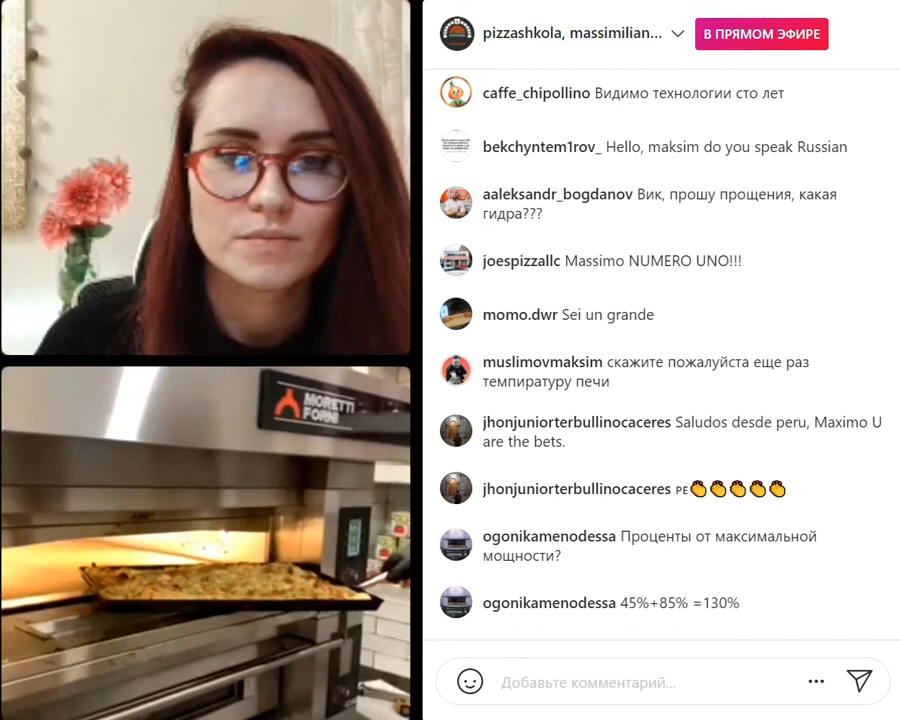 MORETTI
FORNI
pizzashkola, massimilian...
В ПРЯМОМ ЭФИРЕ
caffe_chipollino Видимо технологии сто лет
bekchyntem1rov_ Hello, maksim do you speak Russian
aaleksandr_bogdanov Вик, прошу прощения, какая
гидра???
joespizzallc Massimo NUMERO UNO!!!
momo.dwr Sei un grande
muslimovmaksim скажите пожалуйста еще раз
темпиратуру печи
jhonjuniorterbullinocaceres Saludos desde peru, Maximo U
are the bets.
jhonjuniorterbullinocaceres 🇵🇪👏👏👏👏👏
ogonikamenodessa Проценты от максимальной
мощности?
ogonikamenodessa 45%+85% =130%
Добавьте комментарий...